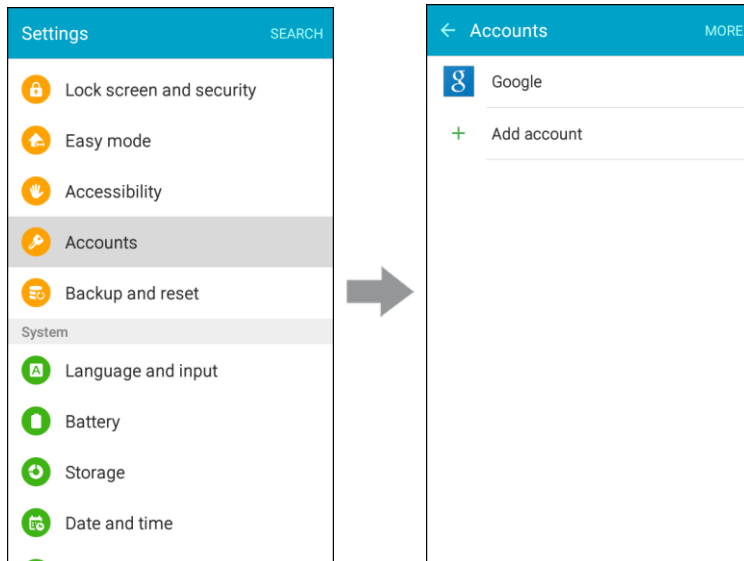 Settings
SEARCH
Lock screen and security
Easy mode
Accessibility
Accounts
Backup and reset
System
A
Language and input
Battery
Storage
Date and time
Accounts
MORE
g
Google
Add account